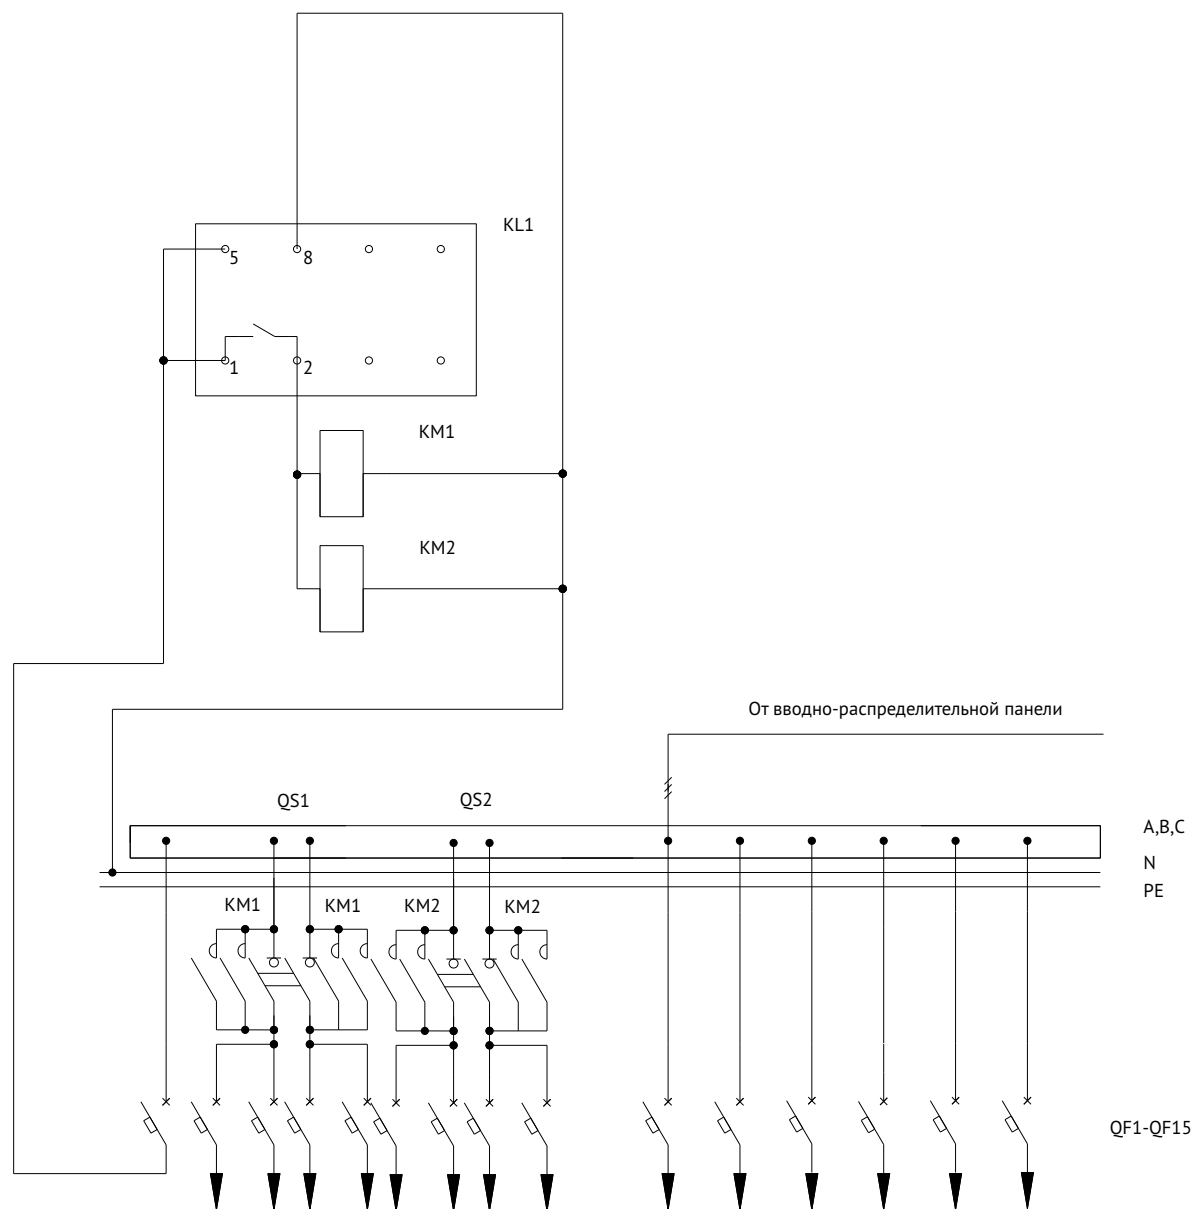 KL1
5
8
1
2
KM1
KM2
От вводно-распределительной панели
QS1
QS2
A,B,C
N
PE
KM1
KM1
KM2
KM2
QF1-QF15